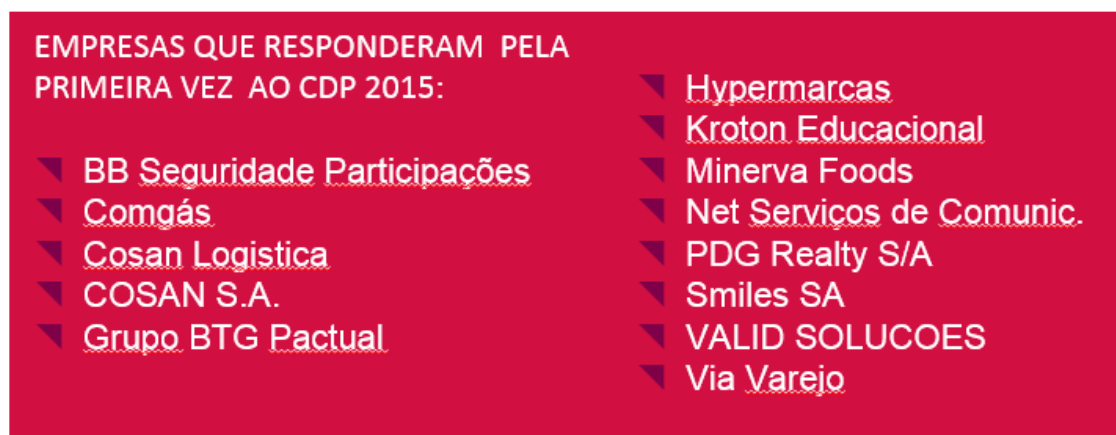 EMPRESAS QUE RESPONDERAM PELA
PRIMEIRA VEZ AO CDP 2015:
BB Seguridade Participações
Comgás
Cosan Logistica
COSAN S.A.
Grupo BTG Pactual
Hypermarcas
Kroton Educacional
Minerva Foods
Net Serviços de Comunic.
PDG Realty S/A
Smiles SA
VALID SOLUCOES
Via Varejo